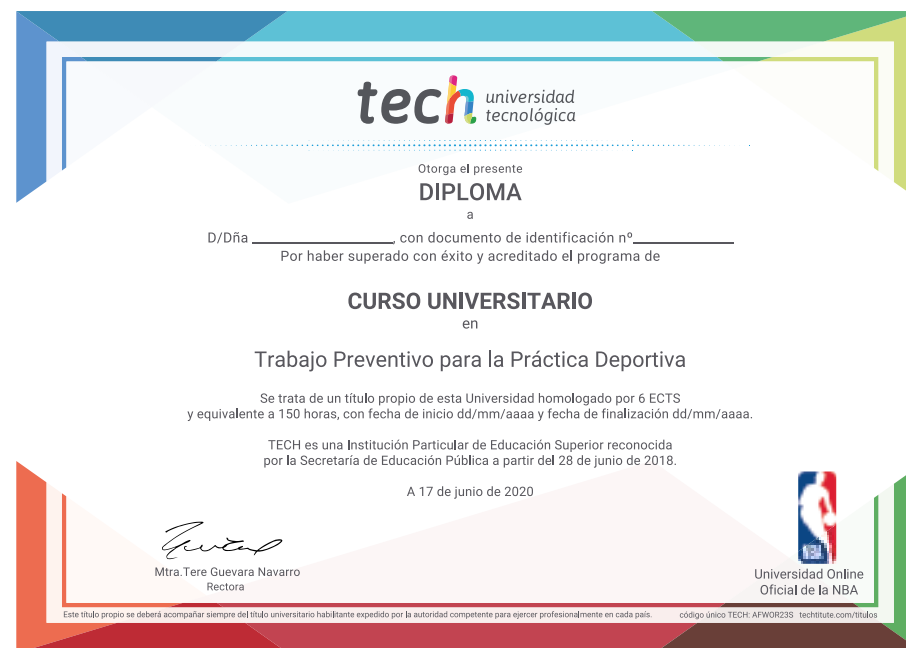 tech universidad
tecnológica
Otorga el presente
DIPLOMA
a
D/Dña ____________________, con documento de identificación nº______________
Por haber superado con éxito y acreditado el programa de
CURSO UNIVERSITARIO
en
Trabajo Preventivo para la Práctica Deportiva
Se trata de un título propio de esta Universidad homologado por 6 ECTS
y equivalente a 150 horas, con fecha de inicio dd/mm/aaaa y fecha de finalización dd/mm/aaaa.
TECH es una Institución Particular de Educación Superior reconocida
por la Secretaría de Educación Pública a partir del 28 de junio de 2018.
A 17 de junio de 2020
Mtra.Tere Guevara Navarro
Rectora
NBA
Universidad Online
Oficial de la NBA
Este título propio se deberá acompañar siempre del título universitario habilitante expedido por la autoridad competente para ejercer profesionalmente en cada país. código único TECH: AFWOR23S techtitute.com/titulos